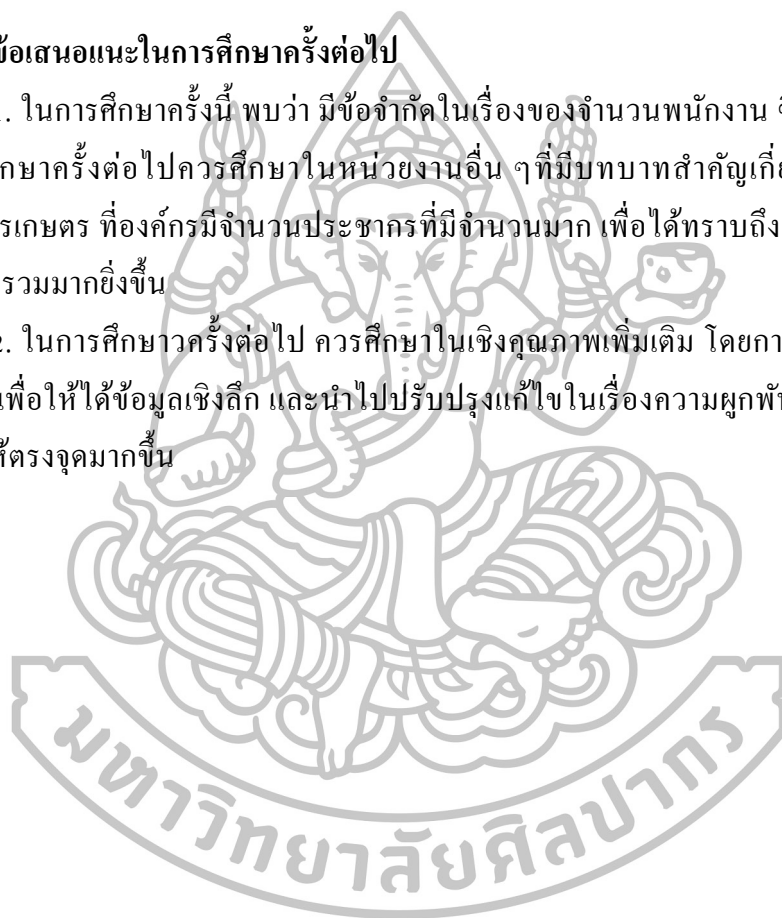 ข้อเสนอแนะในการศึกษาครั้งต่อไป
. ในการศึกษาครั้งนี้ พบว่า มีข้อจำกัดในเรื่องของจำนวนพนักงาน
กษาครั้งต่อไปควรศึกษาในหน่วยงานอื่น ๆที่มีบทบาทสำคัญเกี่
รเกษตร ที่องค์กรมีจำนวนประชากรที่มีจำนวนมาก เพื่อได้ทราบถึง
รวมมากยิ่งขึ้น
2. ในการศึกษาวครั้งต่อไป ควรศึกษาในเชิงคุณภาพเพิ่มเติม โดยกา
เพื่อให้ได้ข้อมูลเชิงลึก และนำไปปรับปรุงแก้ไขในเรื่องความผูกพั
ห้ตรงจุดมากขึ้น
มหาวิทยาลัยศิลปากร